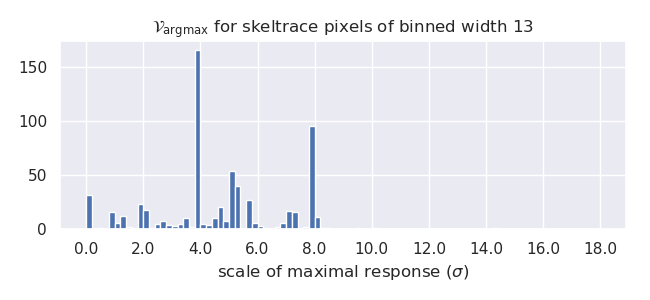 𝒱argmax for skeltrace pixels of binned width 13
150
100
50
0
0.0 2.0 4.0 6.0 8.0 10.0 12.0 14.0 16.0 18.0
scale of maximal response (σ)